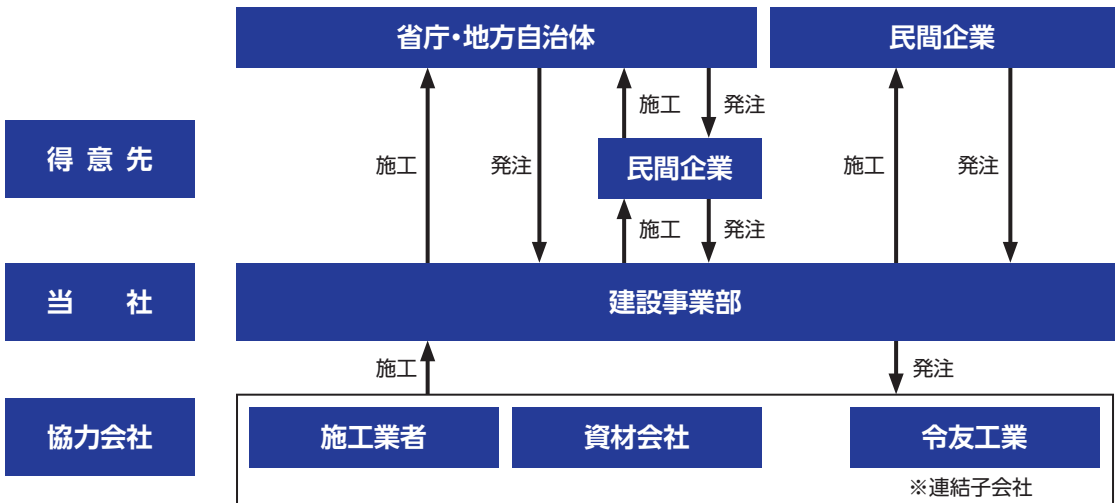 省庁・地方自治体
民間企業
施工
発注
得意先
施工
発注
民間企業
施工
発注
施工
発注
当社
建設事業部
施工
発注
協力会社
施工業者
資材会社
令友工業
※連結子会社